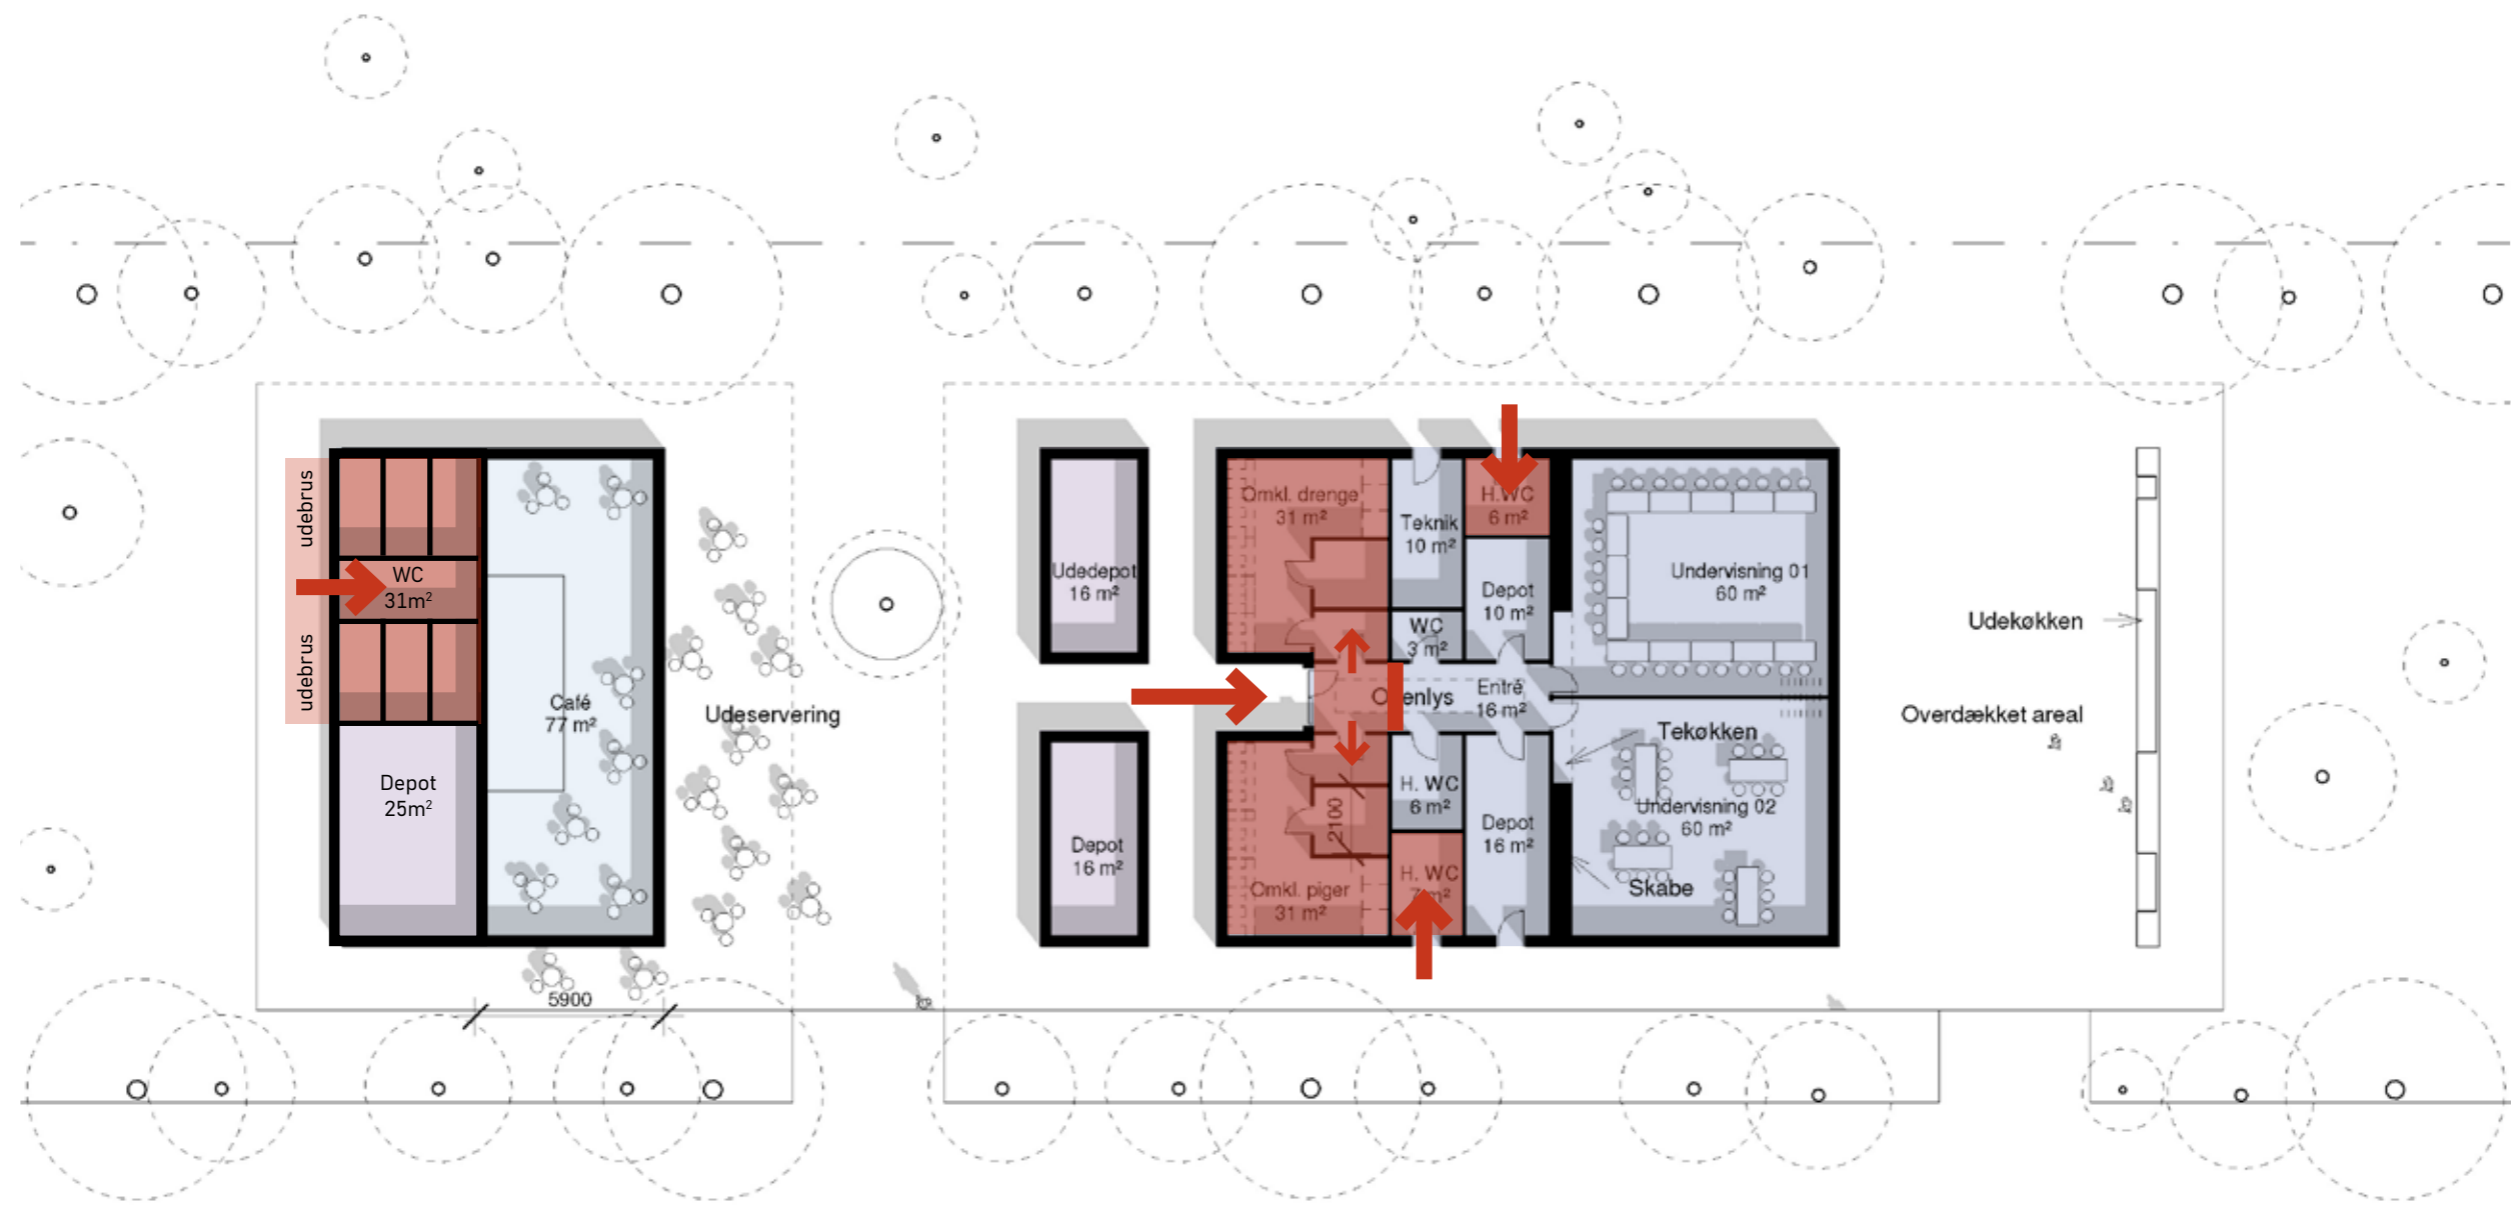 udebrus
udebrus
WC
31m²
Depot
25m²
Café
77 m²
5900
Udeservering
Udedepot
16 m²
Depot
16 m²
Omkl. drenge
31 m²
Teknik
10 m²
H.WC
6 m²
Depot
10 m²
WC
3 m²
Entré
16 m²
H. WC
6 m²
2100
Omkl. piger
31 m²
H. WC
Depot
16 m²
Undervisning 01
60 m²
Tekøkken
Undervisning 02
60 m²
Skabe
Udekøkken
Overdækket areal